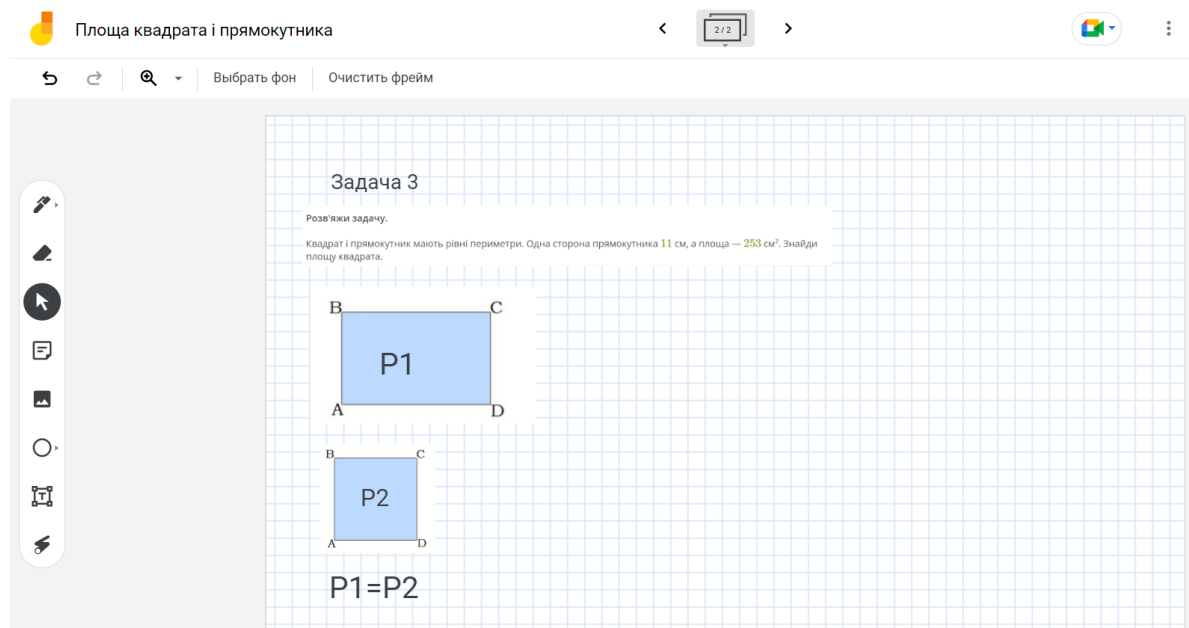 Площа квадрата і прямокутника
2 / 2
Выбрать фон
Очистить фрейм
Задача 3
Розв'яжи задачу.
Квадрат і прямокутник мають рівні периметри. Одна сторона прямокутника 11 см, а площа — 253 см². Знайди
площу квадрата.
B C
P1
A D
B C
P2
A D
P1=P2